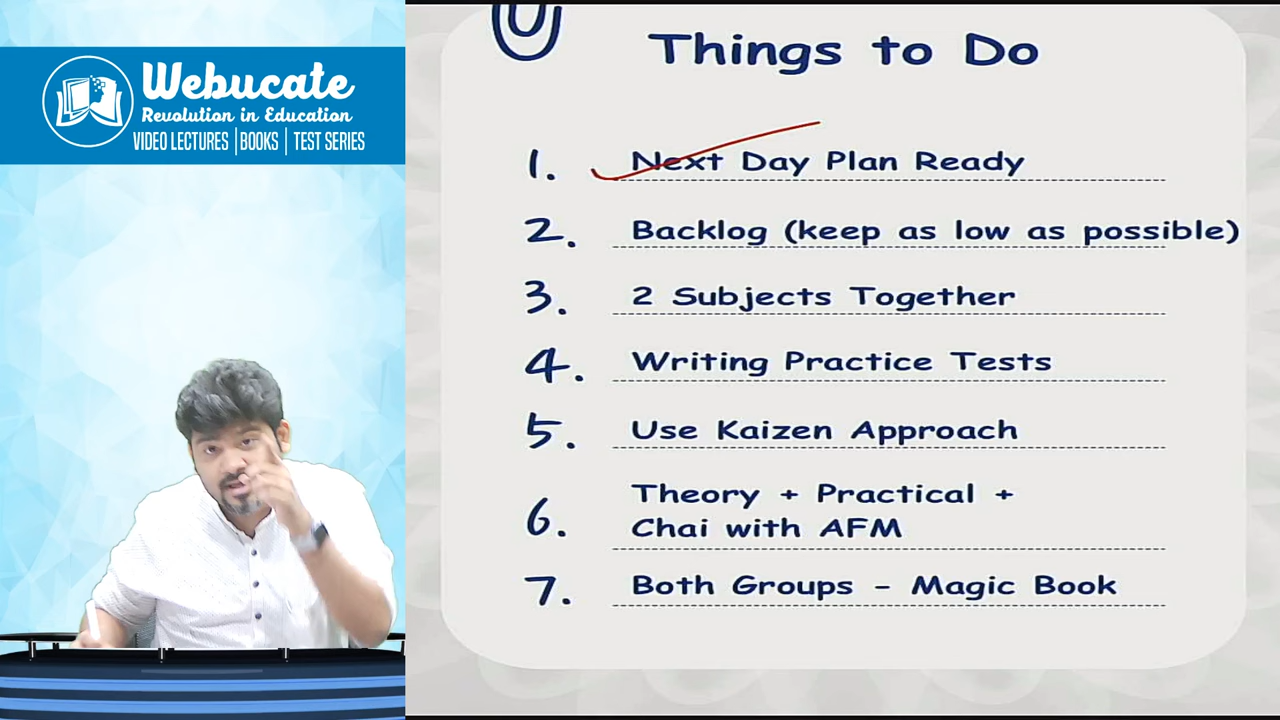 Webucate
Revolution in Education
VIDEO LECTURES | BOOKS | TEST SERIES
Things to Do
1. Next Day Plan Ready
2. Backlog (keep as low as possible)
3. 2 Subjects Together
4. Writing Practice Tests
5. Use Kaizen Approach
6. Theory + Practical +
Chai with AFM
7. Both Groups - Magic Book